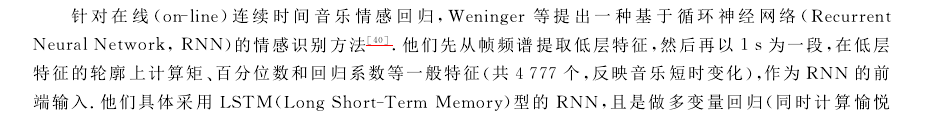 针对在线(on-line)连续时间音乐情感回归,Weninger 等提出一种基于循环神经网络(Recurrent
Neural Network, RNN)的情感识别方法[40]. 他们先从帧频谱提取低层特征,然后再以 1 s 为一段,在低层
特征的轮廓上计算矩、百分位数和回归系数等一般特征(共 4 777 个,反映音乐短时变化),作为 RNN 的前
端输入. 他们具体采用 LSTM(Long Short-Term Memory)型的 RNN,且是做多变量回归(同时计算愉悦